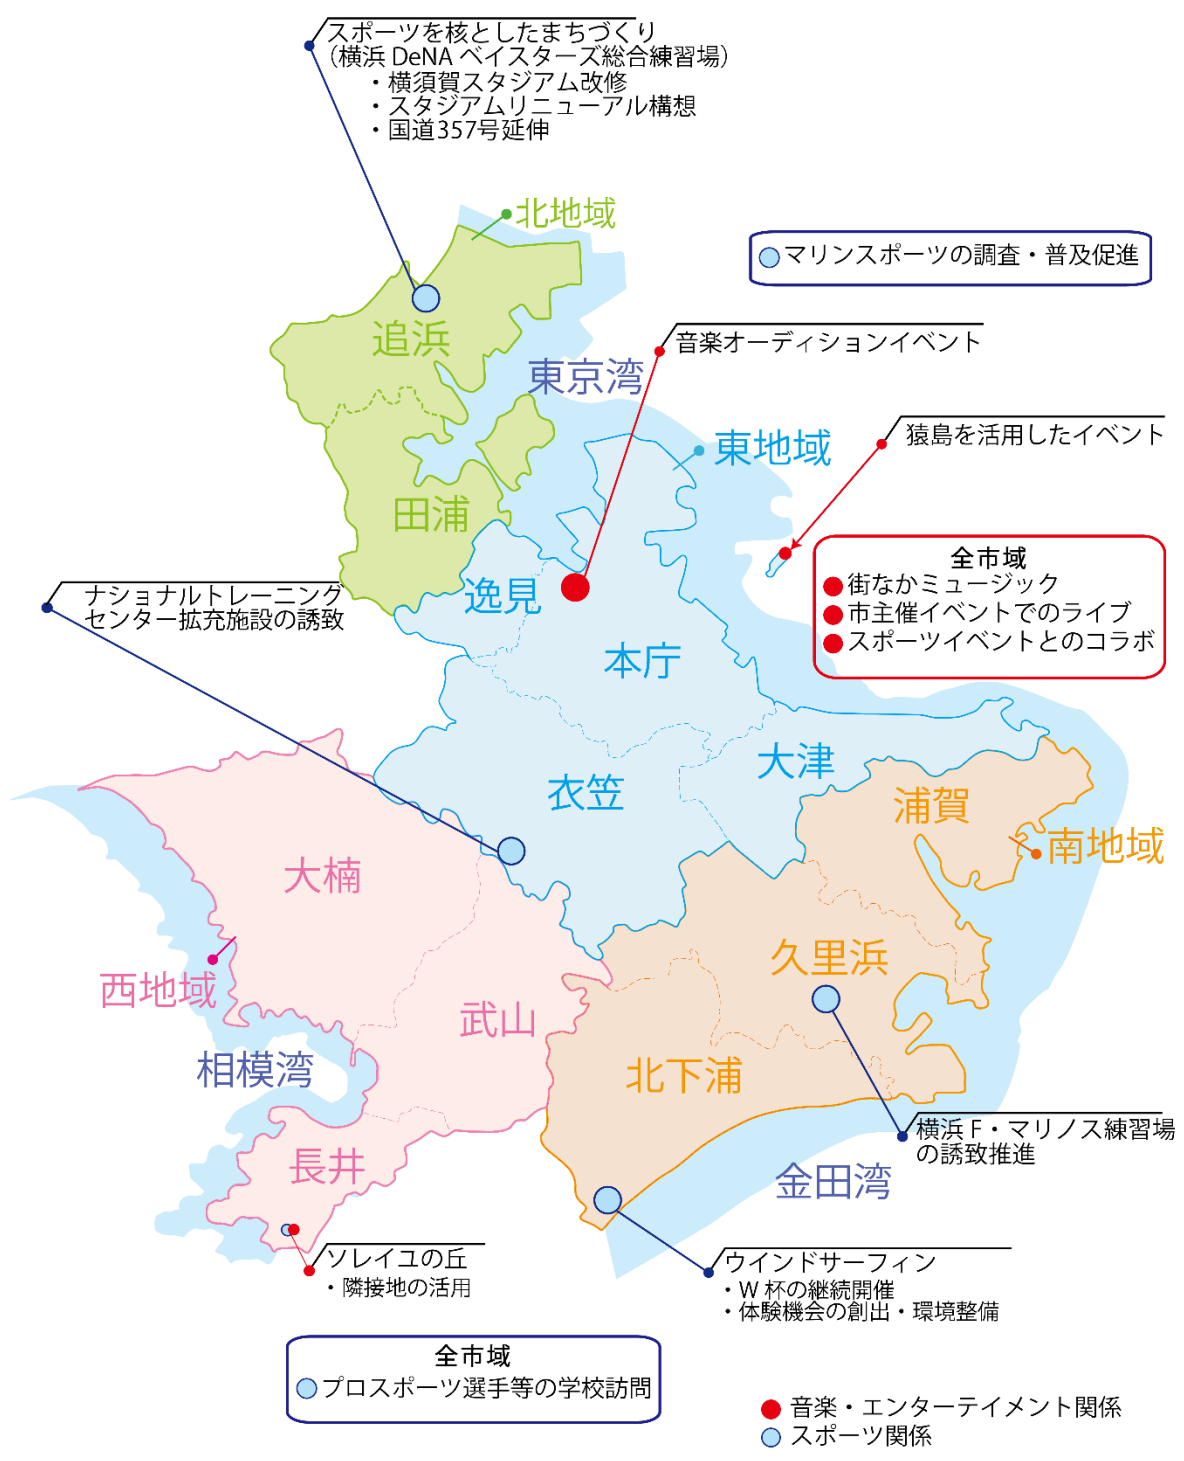 スポーツを核としたまちづくり
（横浜 DeNA ベイスターズ総合練習場）
・横須賀スタジアム改修
・スタジアムリニューアル構想
・国道357号延伸
北地域
マリンスポーツの調査・普及促進
追浜
音楽オーディションイベント
東京湾
猿島を活用したイベント
東地域
田浦
全市域
街なかミュージック
市主催イベントでのライブ
スポーツイベントとのコラボ
ナショナルトレーニング
センター拡充施設の誘致
逸見
本庁
大津
衣笠
浦賀
南地域
大楠
久里浜
西地域
武山
相模湾
北下浦
横浜 F・マリノス練習場
の誘致推進
長井
金田湾
ソレイユの丘
・隣接地の活用
ウインドサーフィン
・W 杯の継続開催
・体験機会の創出・環境整備
全市域
プロスポーツ選手等の学校訪問
音楽・エンターテイメント関係
スポーツ関係